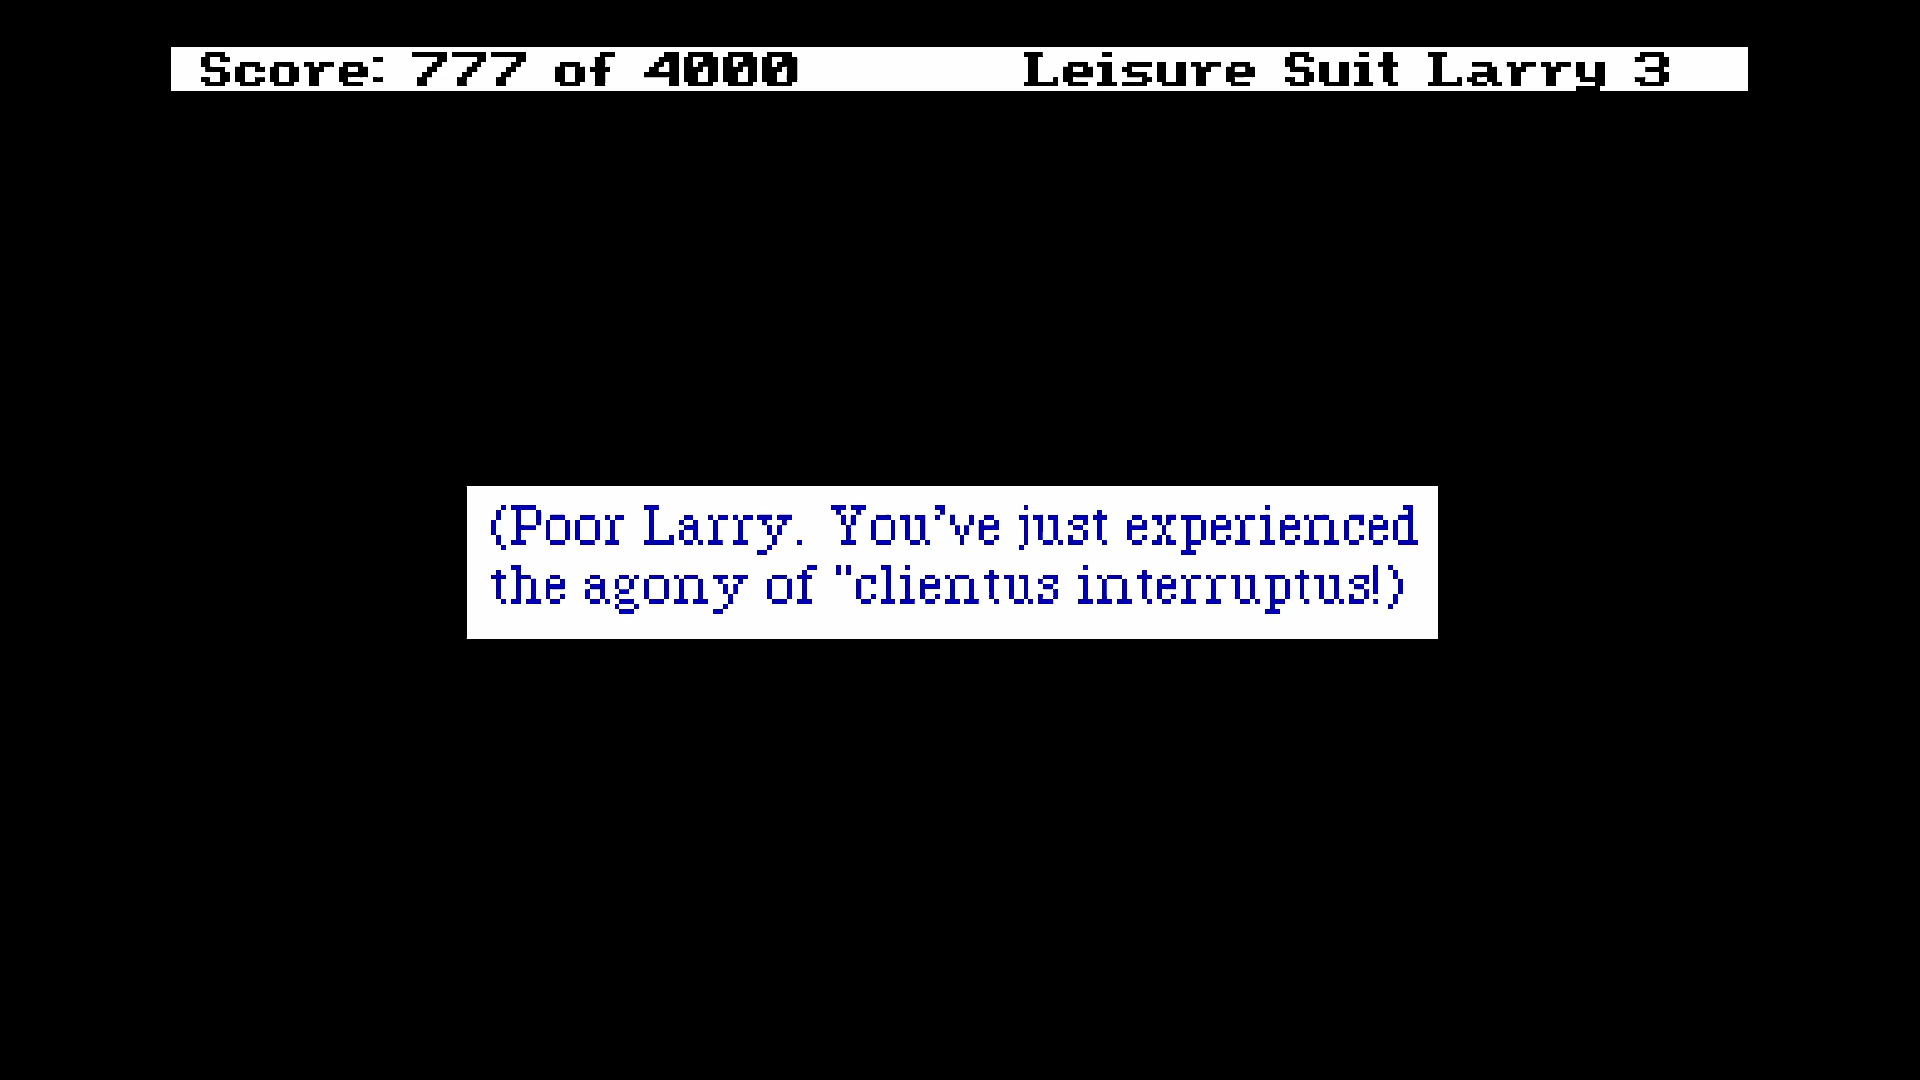 Score: 777 of 4000 Leisure Suit Larry 3
(Poor Larry. You've just experienced
the agony of "clientus interruptus!)